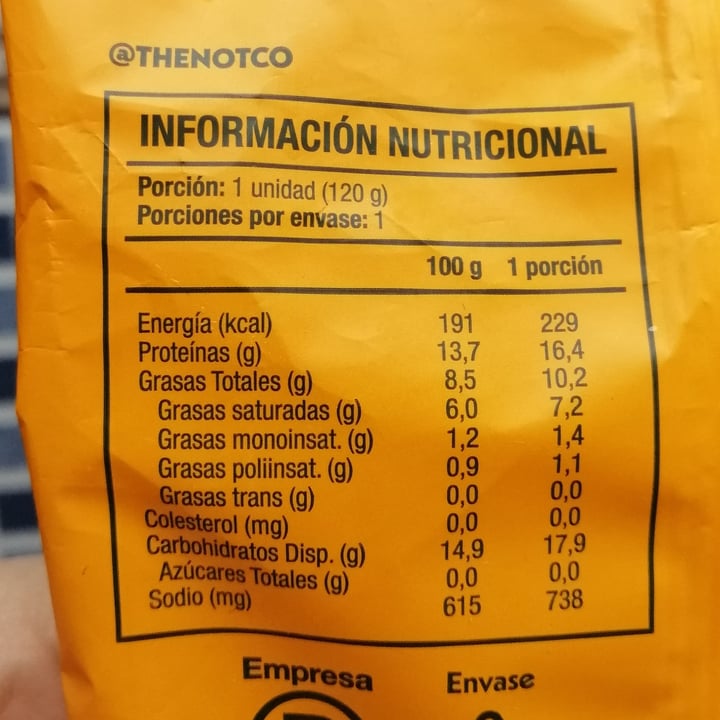 @THENOTCO
INFORMACIÓN NUTRICIONAL
Porción: 1 unidad (120 g)
Porciones por envase: 1
100 g 1 porción
Energía (kcal) 191 229
Proteínas (g) 13,7 16,4
Grasas Totales (g) 8,5 10,2
Grasas saturadas (g) 6,0 7,2
Grasas monoinsat. (g) 1,2 1,4
Grasas poliinsat. (g) 0,9 1,1
Grasas trans (g) 0,0 0,0
Colesterol (mg) 0,0 0,0
Carbohidratos Disp. (g) 14,9 17,9
Azúcares Totales (g) 0,0 0,0
Sodio (mg) 615 738
Empresa Envase